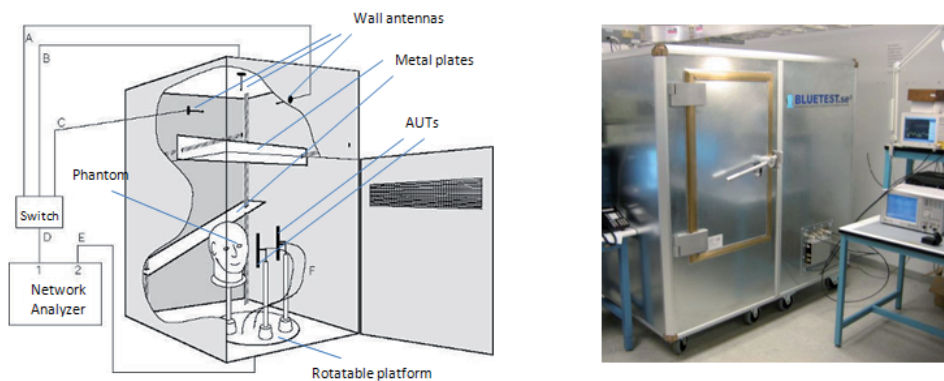 A
Wall antennas
B
Metal plates
C
AUTs
Phantom
Switch
D
E
F
1
2
Network
Analyzer
Rotatable platform
BLUETEST.se